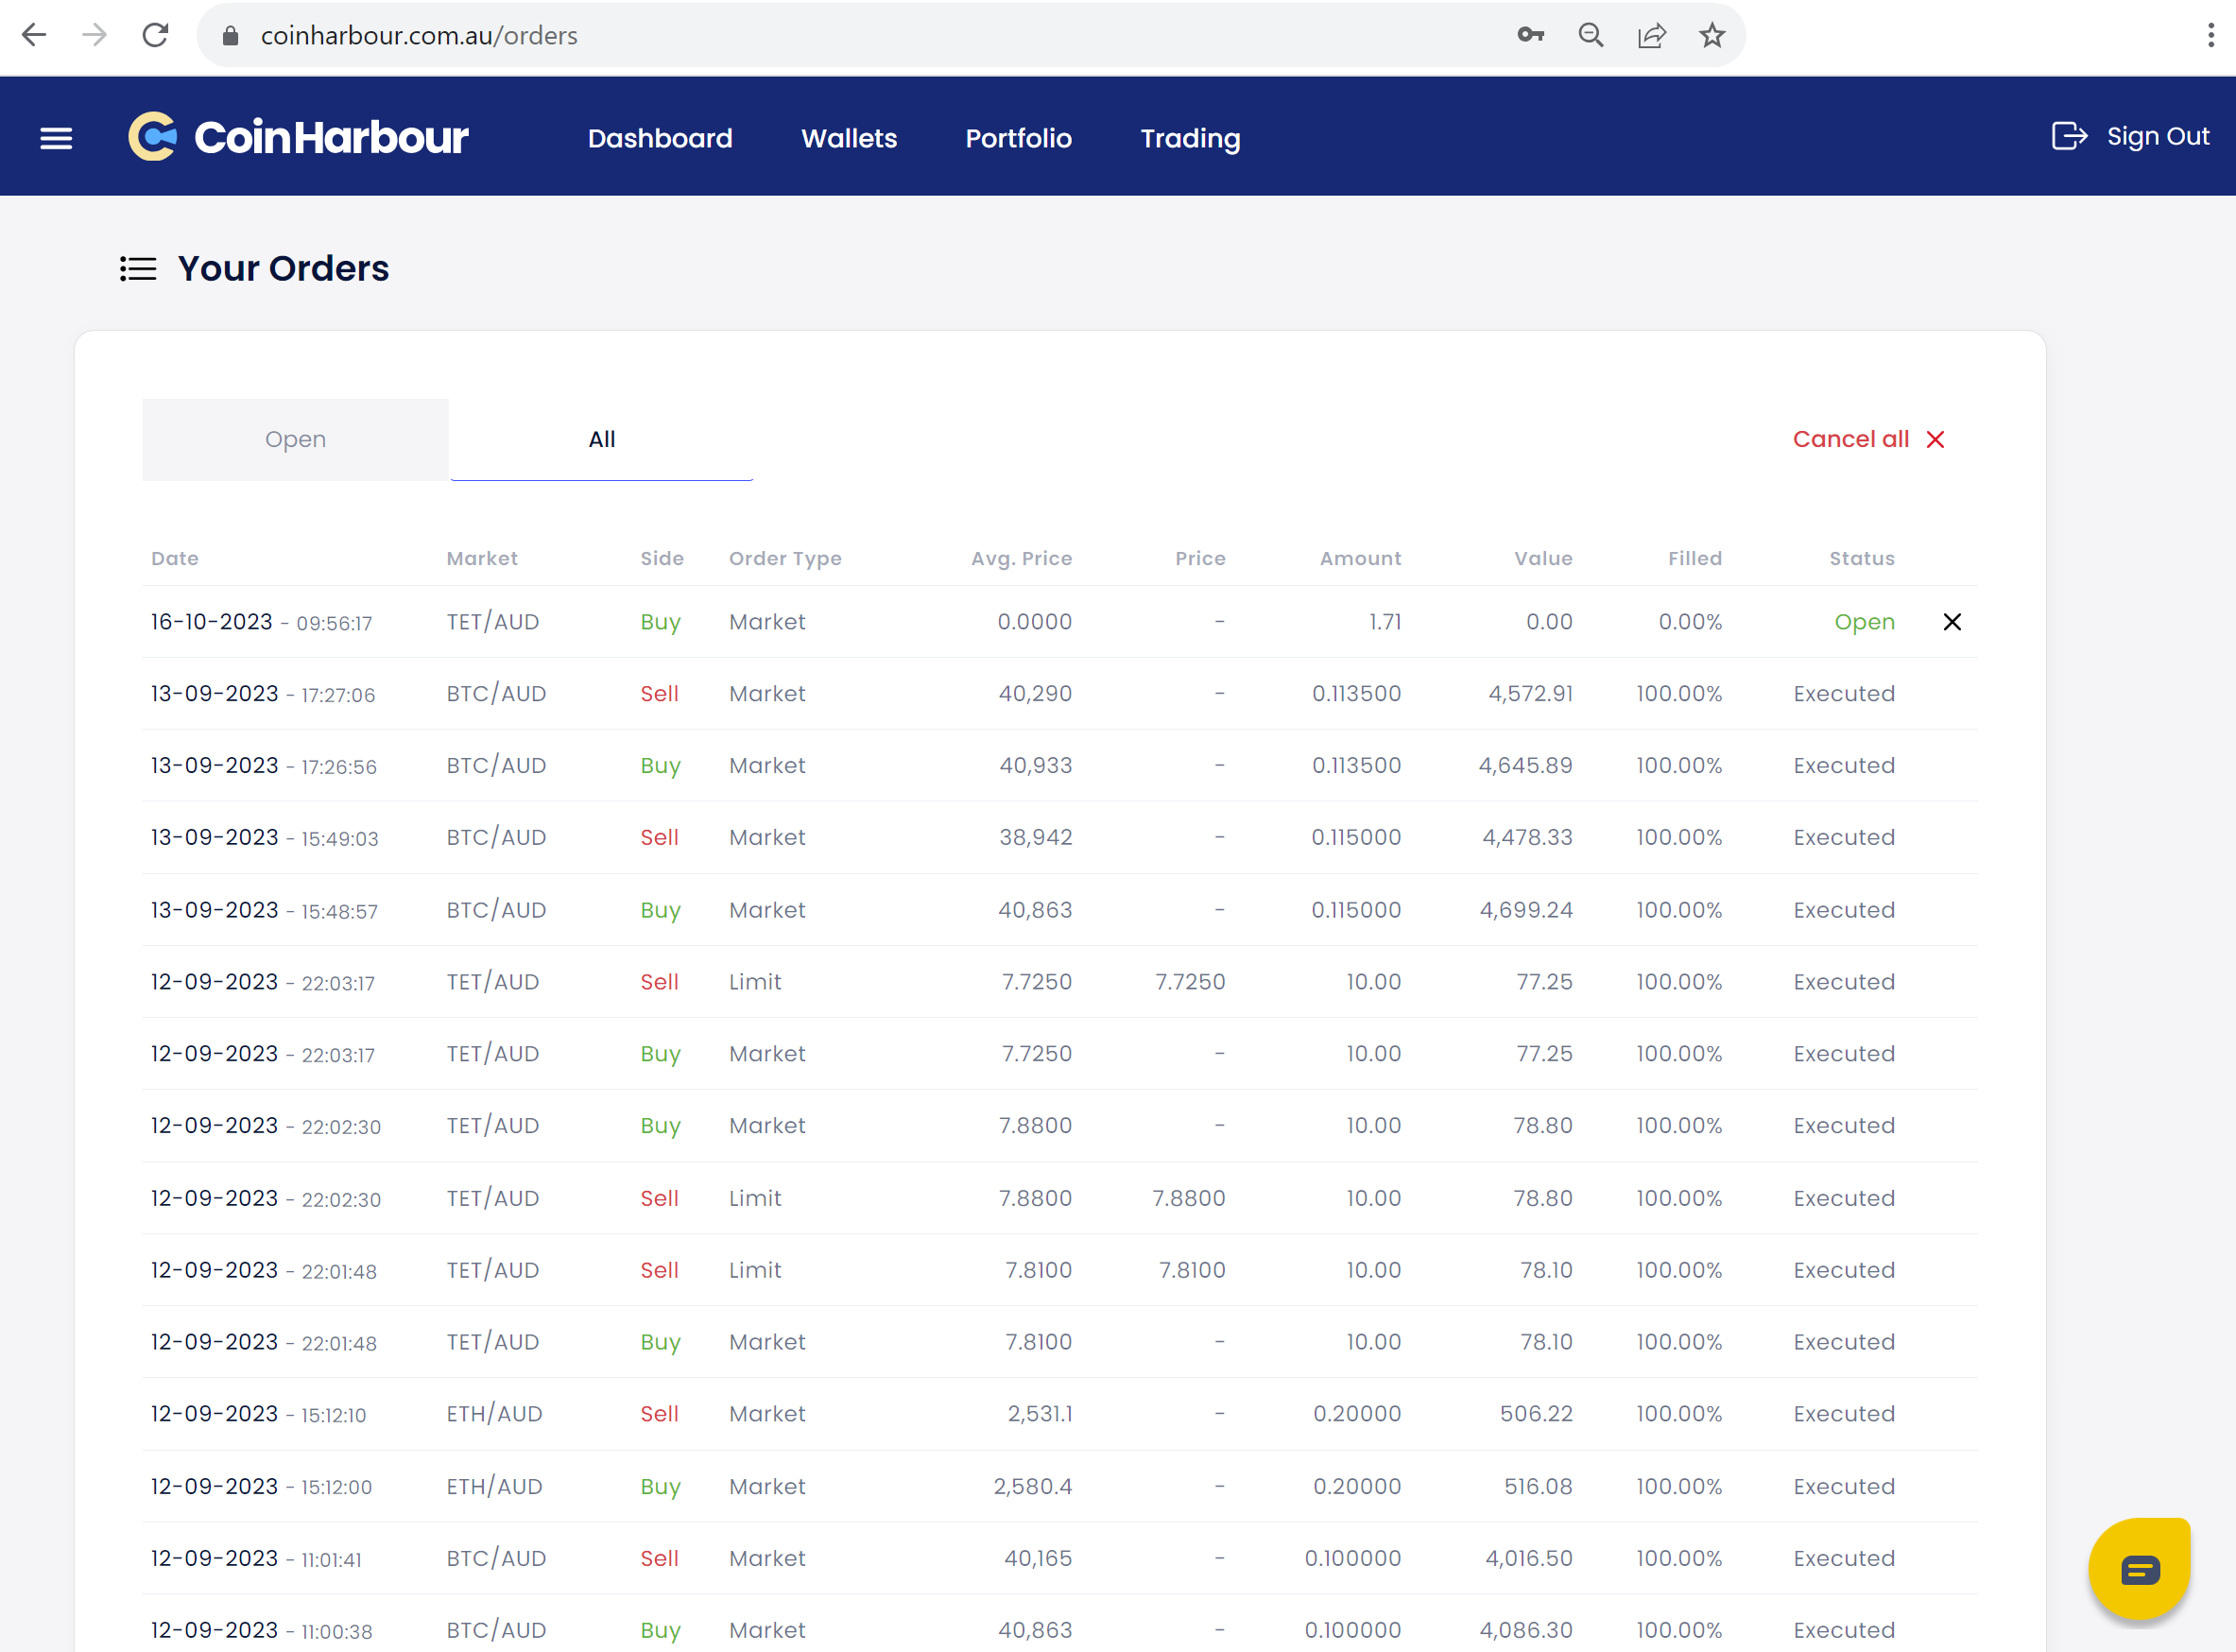 coinharbour.com.au/orders
CoinHarbour Dashboard Wallets Portfolio Trading Sign Out
Your Orders
Open All Cancel all
Date Market Side Order Type Avg. Price Price Amount Value Filled Status
16-10-2023 - 09:56:17 TET/AUD Buy Market 0.0000 - 1.71 0.00 0.00% Open
13-09-2023 - 17:27:06 BTC/AUD Sell Market 40,290 - 0.113500 4,572.91 100.00% Executed
13-09-2023 - 17:26:56 BTC/AUD Buy Market 40,933 - 0.113500 4,645.89 100.00% Executed
13-09-2023 - 15:49:03 BTC/AUD Sell Market 38,942 - 0.115000 4,478.33 100.00% Executed
13-09-2023 - 15:48:57 BTC/AUD Buy Market 40,863 - 0.115000 4,699.24 100.00% Executed
12-09-2023 - 22:03:17 TET/AUD Sell Limit 7.7250 7.7250 10.00 77.25 100.00% Executed
12-09-2023 - 22:03:17 TET/AUD Buy Market 7.7250 - 10.00 77.25 100.00% Executed
12-09-2023 - 22:02:30 TET/AUD Buy Market 7.8800 - 10.00 78.80 100.00% Executed
12-09-2023 - 22:02:30 TET/AUD Sell Limit 7.8800 7.8800 10.00 78.80 100.00% Executed
12-09-2023 - 22:01:48 TET/AUD Sell Limit 7.8100 7.8100 10.00 78.10 100.00% Executed
12-09-2023 - 22:01:48 TET/AUD Buy Market 7.8100 - 10.00 78.10 100.00% Executed
12-09-2023 - 15:12:10 ETH/AUD Sell Market 2,531.1 - 0.20000 506.22 100.00% Executed
12-09-2023 - 15:12:00 ETH/AUD Buy Market 2,580.4 - 0.20000 516.08 100.00% Executed
12-09-2023 - 11:01:41 BTC/AUD Sell Market 40,165 - 0.100000 4,016.50 100.00% Executed
12-09-2023 - 11:00:38 BTC/AUD Buy Market 40,863 - 0.100000 4,086.30 100.00% Executed